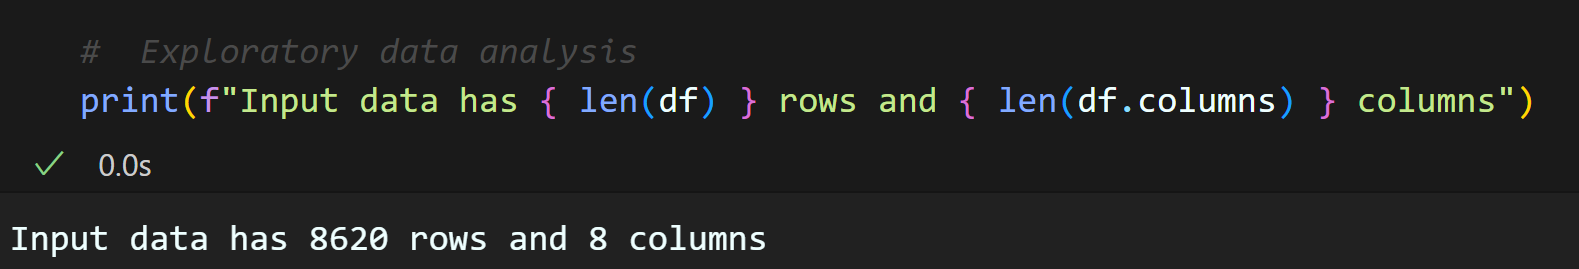 #  Exploratory data analysis
print(f"Input data has { len(df) } rows and { len(df.columns) } columns")
✓ 0.0s
Input data has 8620 rows and 8 columns